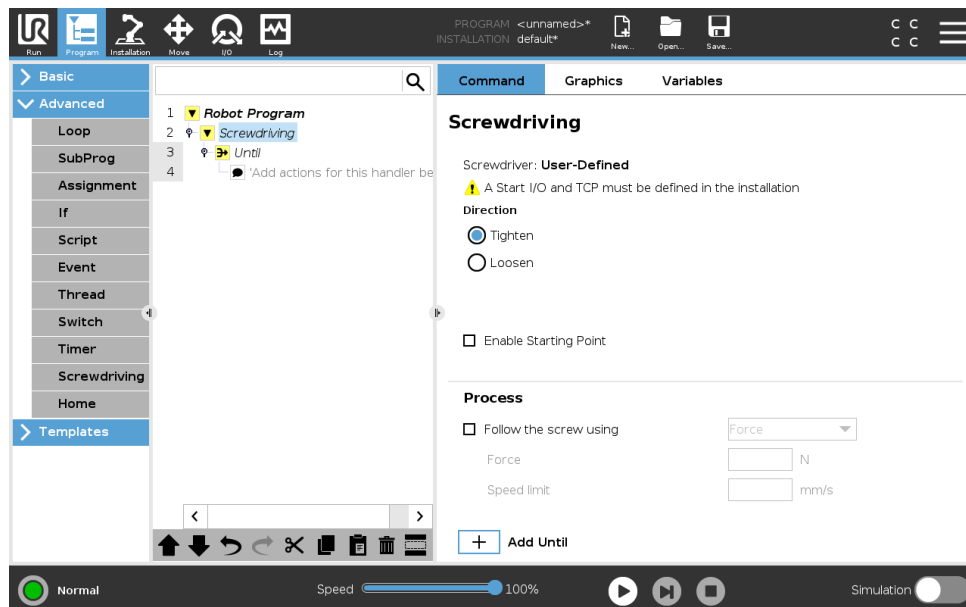 PROGRAM <unnamed>*
INSTALLATION default*
Run
Program
Installation
Move
I/O
Log
New...
Open...
Save...
C C
C C
Basic
Advanced
Loop
SubProg
Assignment
If
Script
Event
Thread
Switch
Timer
Screwdriving
Home
Templates
1 Robot Program
2 Screwdriving
3 Until
4 'Add actions for this handler be
Command
Graphics
Variables
Screwdriving
Screwdriver: User-Defined
A Start I/O and TCP must be defined in the installation
Direction
Tighten
Loosen
Enable Starting Point
Process
Follow the screw using Force
Force N
Speed limit mm/s
Add Until
Normal
Speed 100%
Simulation